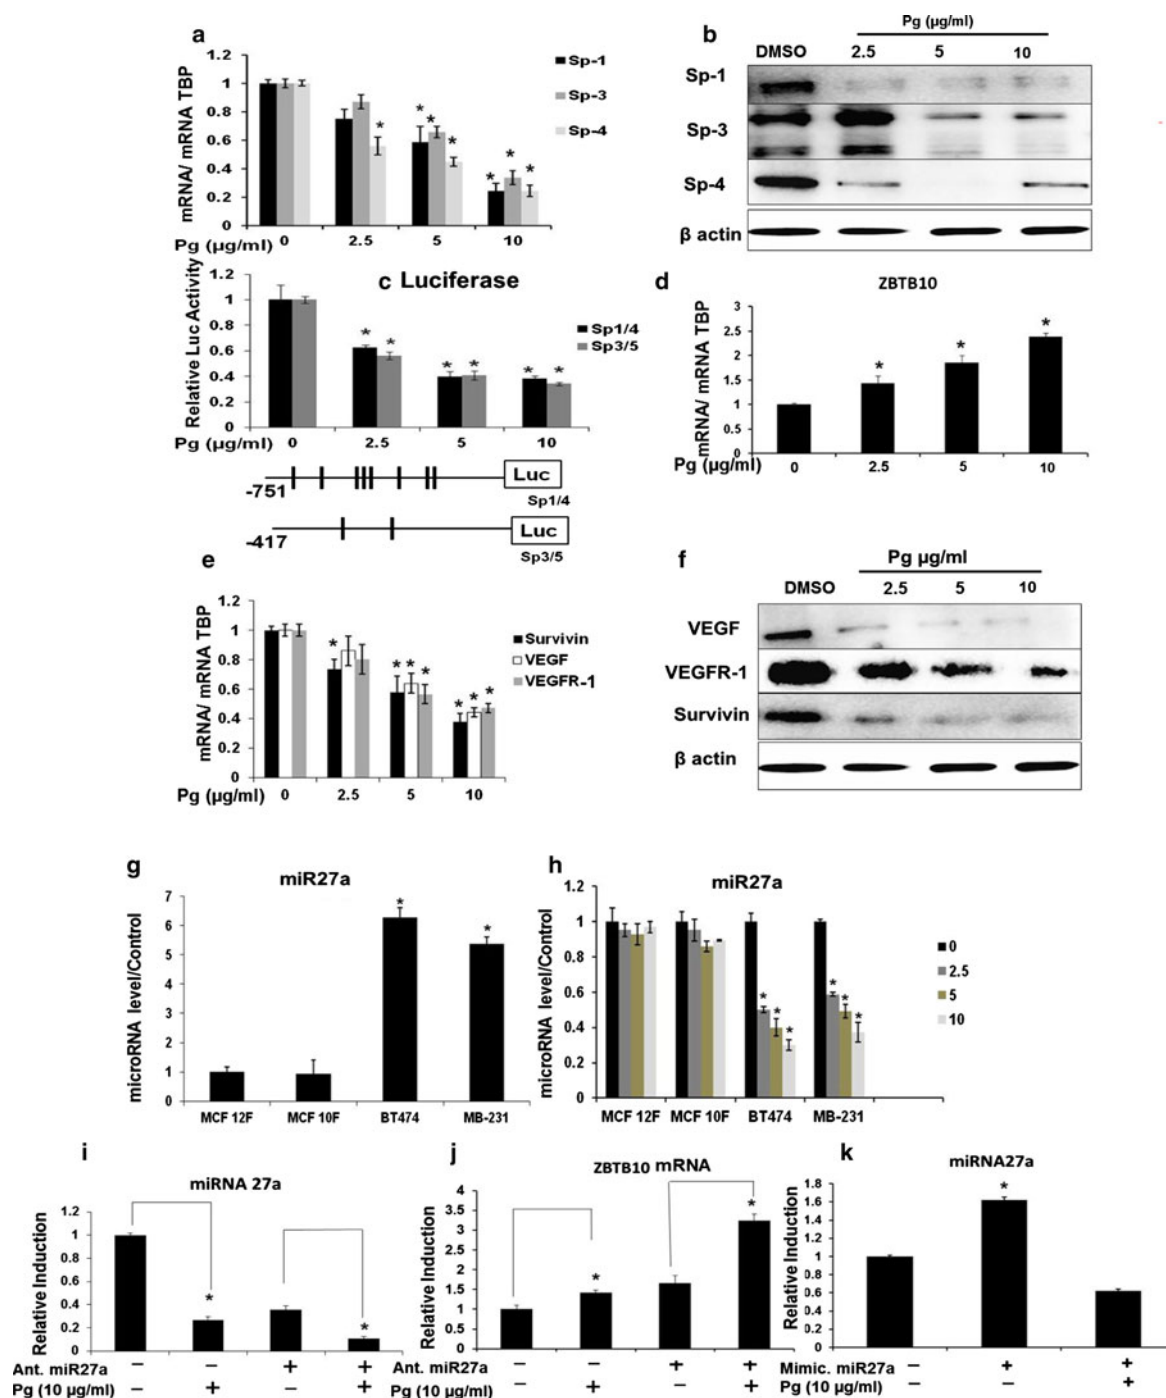 a
mRNA/ mRNA TBP
1.2
1
0.8
0.6
0.4
0.2
0
Sp-1
Sp-3
Sp-4
*
* * *
* * *
0 2.5 5 10
Pg (µg/ml)
b
Pg (µg/ml)
DMSO 2.5 5 10
Sp-1
Sp-3
Sp-4
β actin
c Luciferase
Relative Luc Activity
1.2
1
0.8
0.6
0.4
0.2
0
Sp1/4
Sp3/5
* *
* *
* *
Pg (µg/ml) 0 2.5 5 10
-751 Luc
Sp1/4
-417 Luc
Sp3/5
d
ZBTB10
mRNA/ mRNA TBP
3
2.5
2
1.5
1
0.5
0
* * *
Pg (µg/ml) 0 2.5 5 10
e
mRNA/ mRNA TBP
1.2
1
0.8
0.6
0.4
0.2
0
Survivin
VEGF
VEGFR-1
*
* * *
* * *
Pg (µg/ml) 0 2.5 5 10
f
Pg µg/ml
DMSO 2.5 5 10
VEGF
VEGFR-1
Survivin
β actin
g
miR27a
microRNA level/Control
7
6
5
4
3
2
1
0
* *
MCF 12F MCF 10F BT474 MB-231
h
miR27a
microRNA level/Control
1.2
1
0.8
0.6
0.4
0.2
0
0
2.5
5
10
* * *
* * *
MCF 12F MCF 10F BT474 MB-231
i
miRNA 27a
Relative Induction
1.2
1
0.8
0.6
0.4
0.2
0
* *
Ant. miR27a − − + +
Pg (10 µg/ml) − + − +
j
ZBTB10 mRNA
Relative Induction
4
3.5
3
2.5
2
1.5
1
0.5
0
* *
Ant. miR27a − − + +
Pg (10 µg/ml) − + − +
k
miRNA27a
Relative Induction
1.8
1.6
1.4
1.2
1
0.8
0.6
0.4
0.2
0
*
Mimic. miR27a − + +
Pg (10 µg/ml) − − +